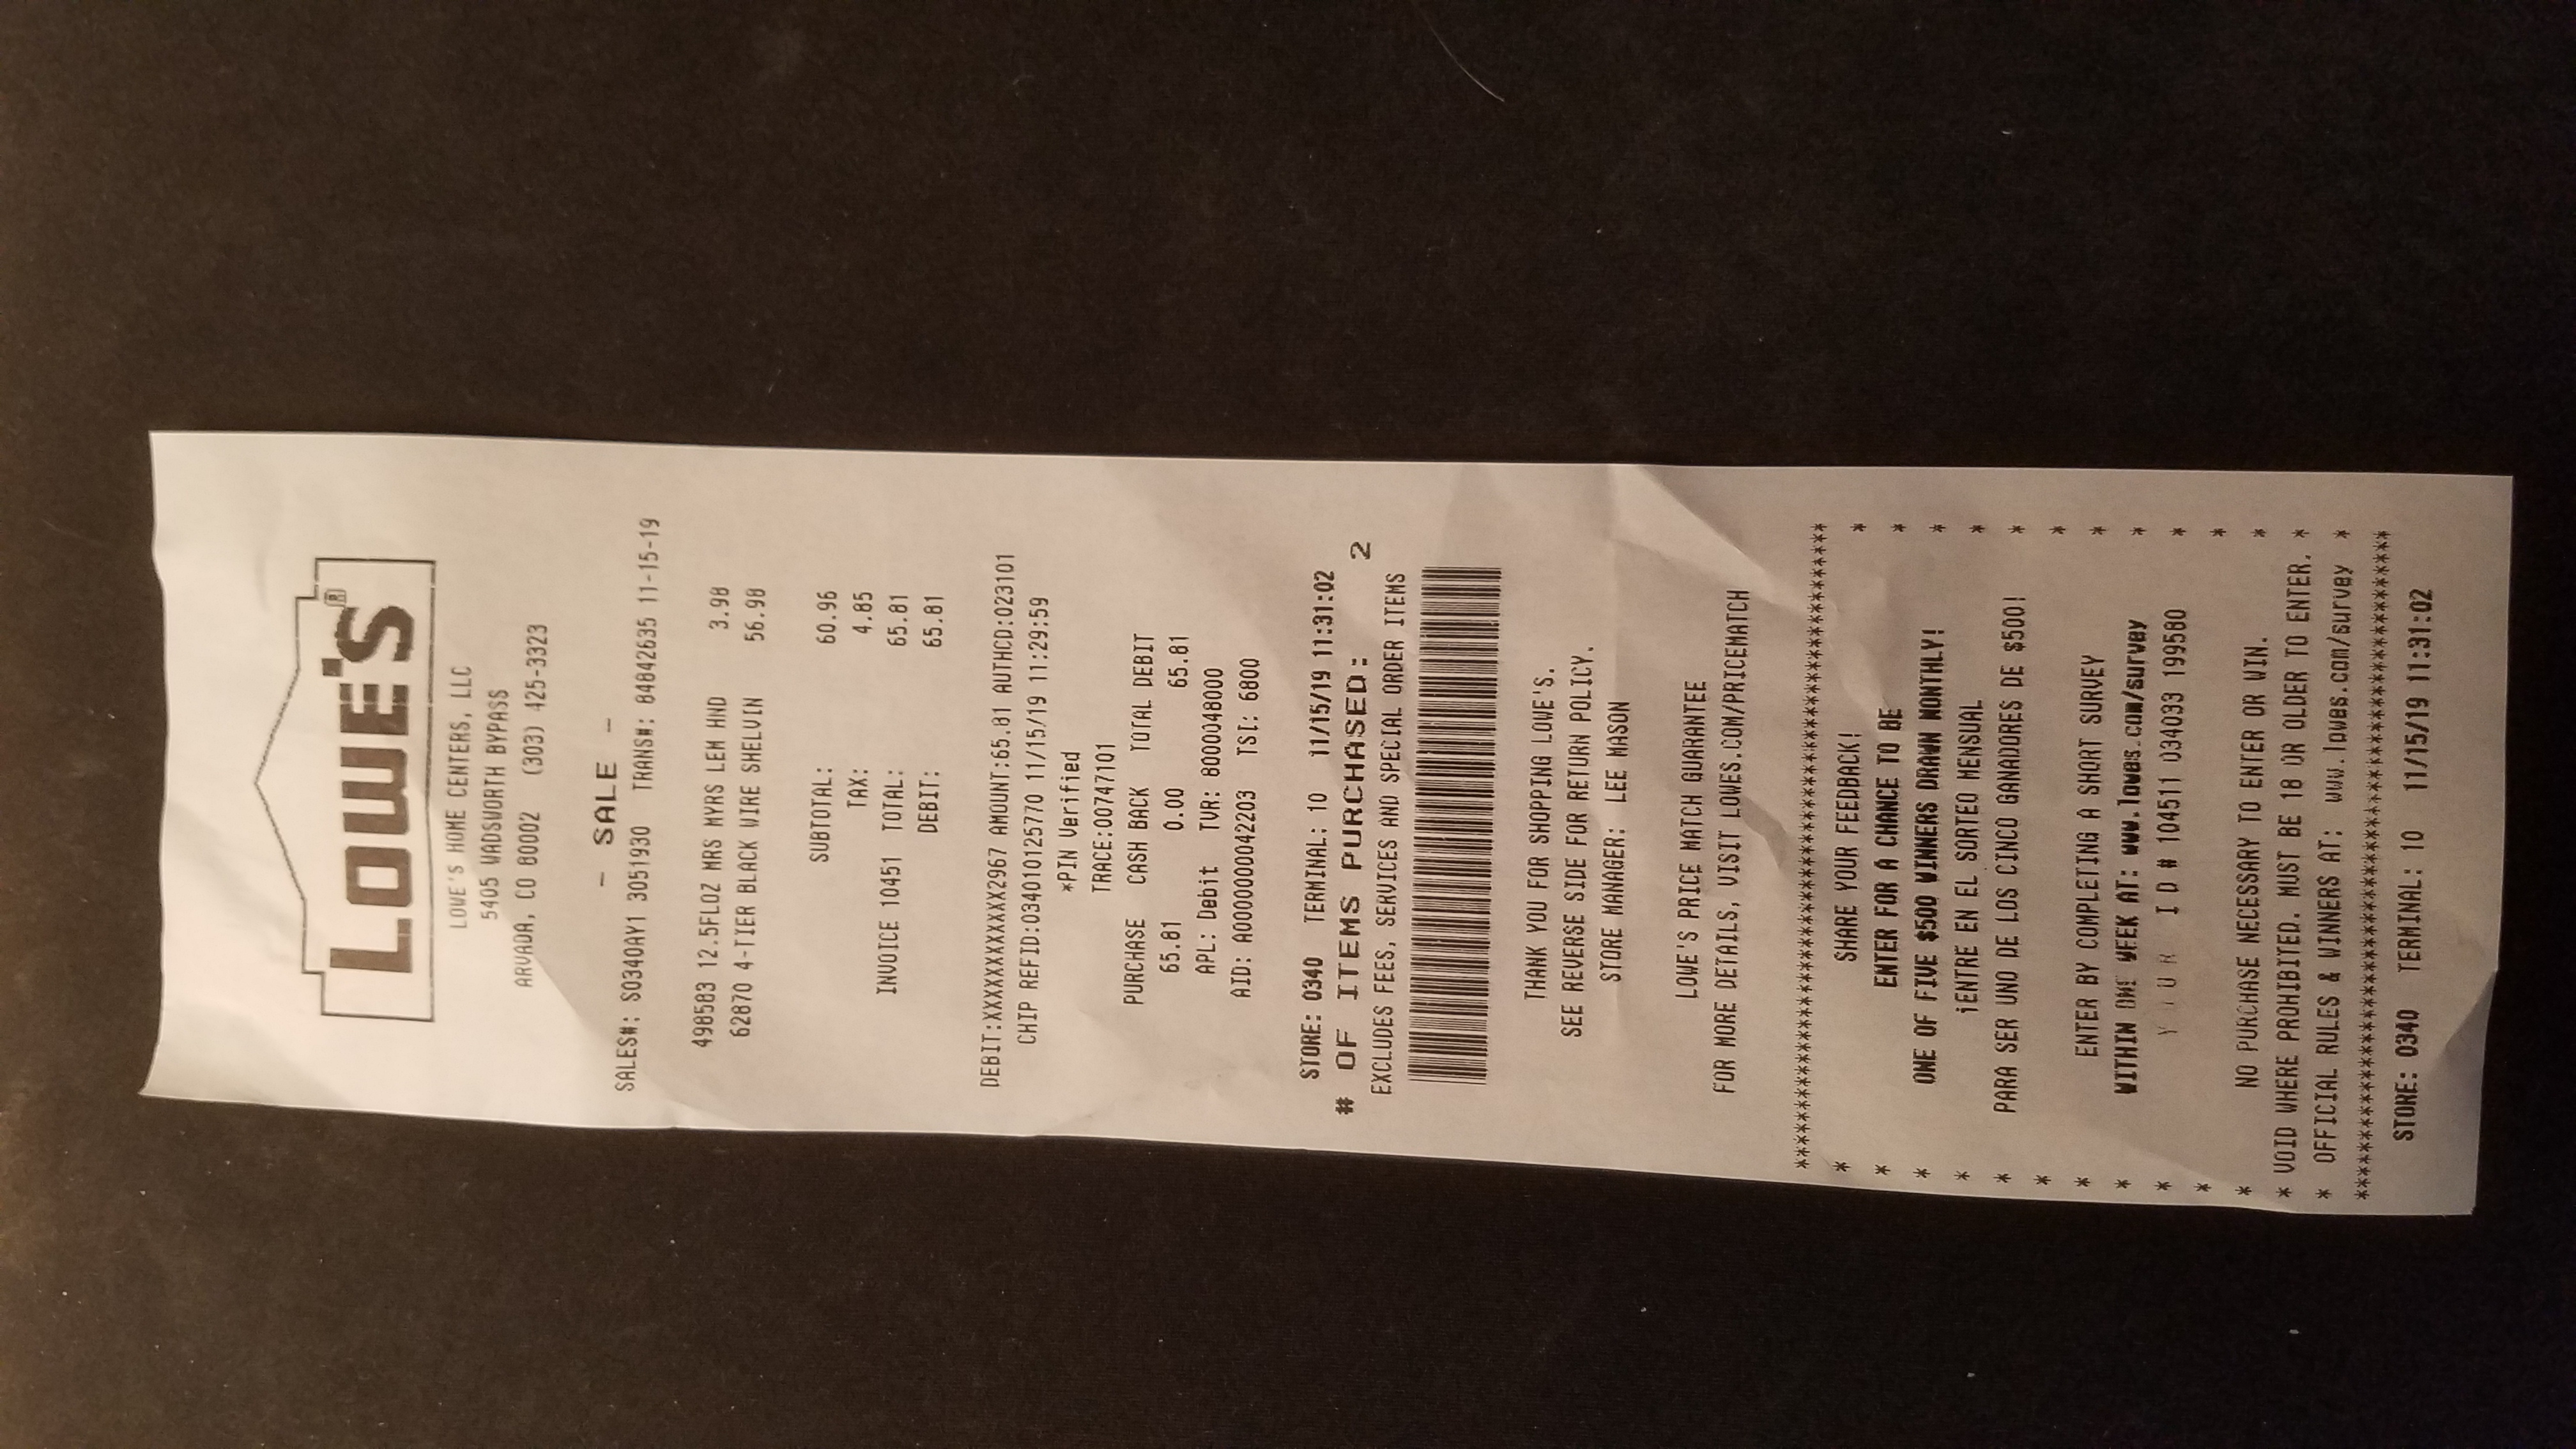 LOWE'S®
LOWE'S HOME CENTERS, LLC
5405 WADSWORTH BYPASS
ARVADA, CO 80002 (303) 425-3323
- SALE -
SALES#: S0340AY1 3051930 TRANS#: 84842635 11-15-19
498583 12.5FLOZ MRS MYRS LEM HND 3.98
62870 4-TIER BLACK WIRE SHELVIN 56.98
SUBTOTAL: 60.96
TAX: 4.85
INVOICE 10451 TOTAL: 65.81
DEBIT: 65.81
DEBIT:XXXXXXXXXXXX2967 AMOUNT:65.81 AUTHCD:023101
CHIP REFID:034010125770 11/15/19 11:29:59
*PIN Verified
TRACE:00747101
PURCHASE CASH BACK TOTAL DEBIT
65.81 0.00 65.81
APL: Debit TVR: 8000048000
AID: A0000000042203 TSI: 6800
STORE: 0340 TERMINAL: 10 11/15/19 11:31:02
# OF ITEMS PURCHASED: 2
EXCLUDES FEES, SERVICES AND SPECIAL ORDER ITEMS
THANK YOU FOR SHOPPING LOWE'S.
SEE REVERSE SIDE FOR RETURN POLICY.
STORE MANAGER: LEE MASON
LOWE'S PRICE MATCH GUARANTEE
FOR MORE DETAILS, VISIT LOWES.COM/PRICEMATCH
*******************************************************
* SHARE YOUR FEEDBACK! *
* ENTER FOR A CHANCE TO BE *
* ONE OF FIVE $500 WINNERS DRAWN MONTHLY! *
* ¡ENTRE EN EL SORTEO MENSUAL *
* PARA SER UNO DE LOS CINCO GANADORES DE $500! *
* *
* ENTER BY COMPLETING A SHORT SURVEY *
* WITHIN ONE WEEK AT: www.lowes.com/survey *
* Y O U R I D # 104511 034033 199580 *
* *
* NO PURCHASE NECESSARY TO ENTER OR WIN. *
* VOID WHERE PROHIBITED. MUST BE 18 OR OLDER TO ENTER. *
* OFFICIAL RULES & WINNERS AT: www.lowes.com/survey *
*******************************************************
STORE: 0340 TERMINAL: 10 11/15/19 11:31:02